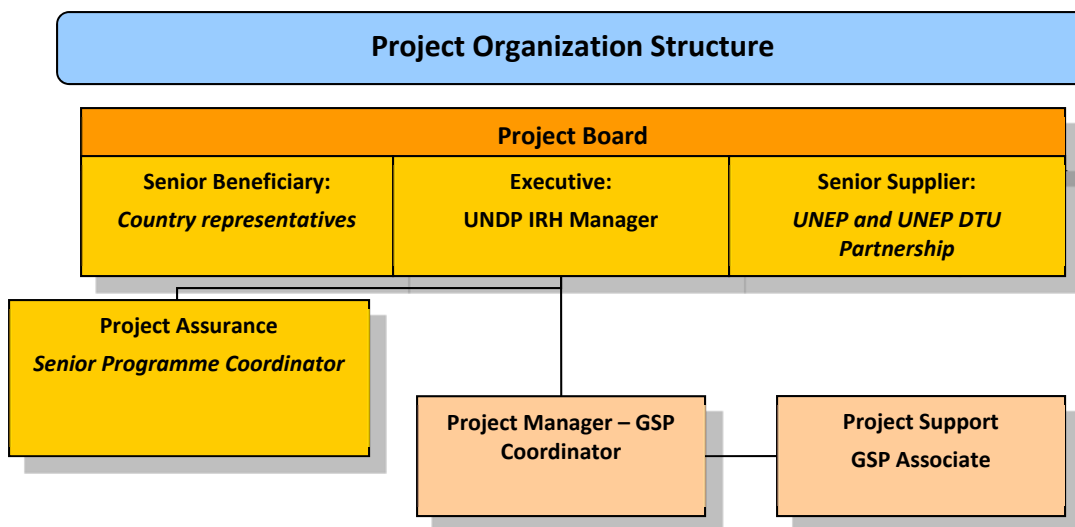 Project Organization Structure
Project Board
Senior Beneficiary:
Country representatives
Executive:
UNDP IRH Manager
Senior Supplier:
UNEP and UNEP DTU
Partnership
Project Assurance
Senior Programme Coordinator
Project Manager – GSP
Coordinator
Project Support
GSP Associate